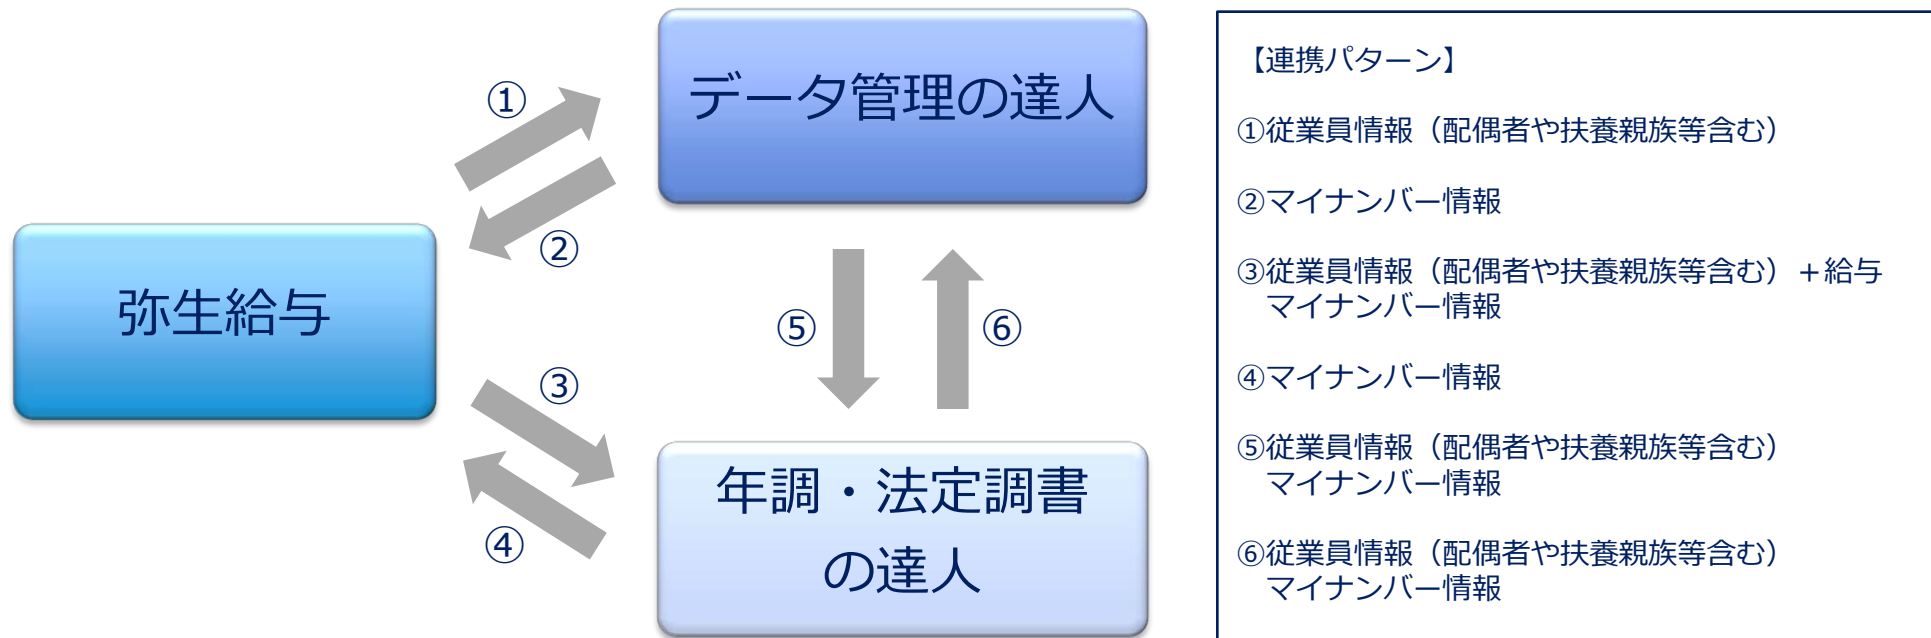 データ管理の達人
①
②
弥生給与
⑤
⑥
③
④
年調・法定調書
の達人
【連携パターン】
①従業員情報（配偶者や扶養親族等含む）
②マイナンバー情報
③従業員情報（配偶者や扶養親族等含む）＋給与
マイナンバー情報
④マイナンバー情報
⑤従業員情報（配偶者や扶養親族等含む）
マイナンバー情報
⑥従業員情報（配偶者や扶養親族等含む）
マイナンバー情報